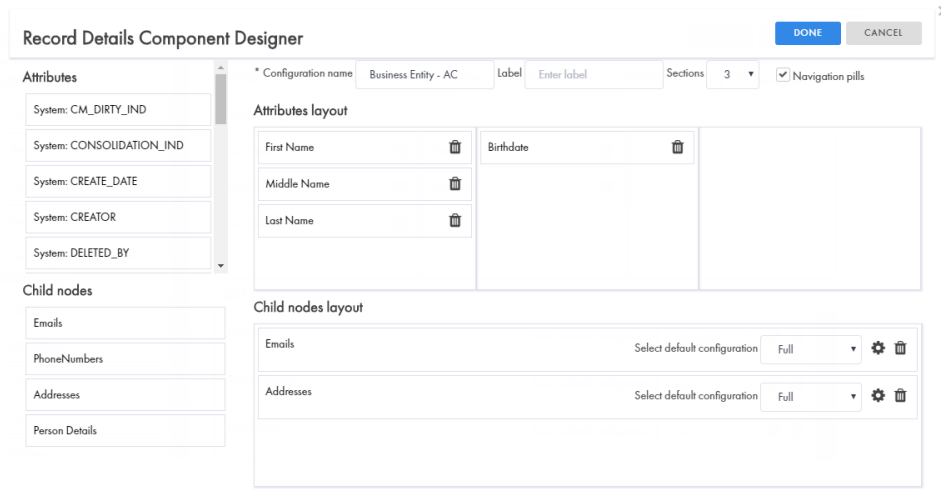 Record Details Component Designer
DONE
CANCEL
Attributes
System: CM_DIRTY_IND
System: CONSOLIDATION_IND
System: CREATE_DATE
System: CREATOR
System: DELETED_BY
Child nodes
Emails
PhoneNumbers
Addresses
Person Details
* Configuration name Business Entity - AC Label Enter label Sections 3 Navigation pills
Attributes layout
First Name
Middle Name
Last Name
Birthdate
Child nodes layout
Emails Select default configuration Full
Addresses Select default configuration Full